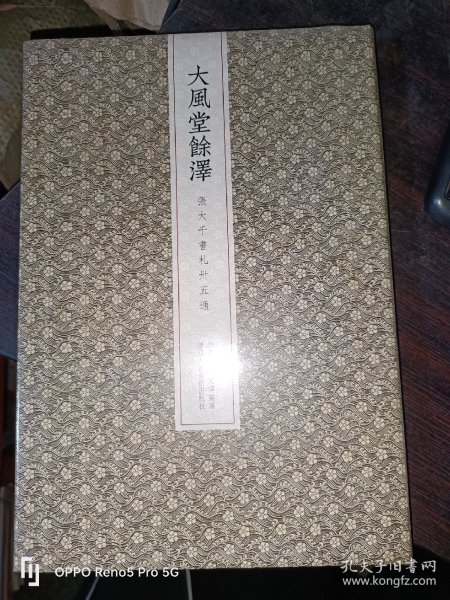 大風堂餘澤
張大千書札卅五通
OPPO Reno5 Pro 5G
孔夫子旧书网
www.kongfz.com